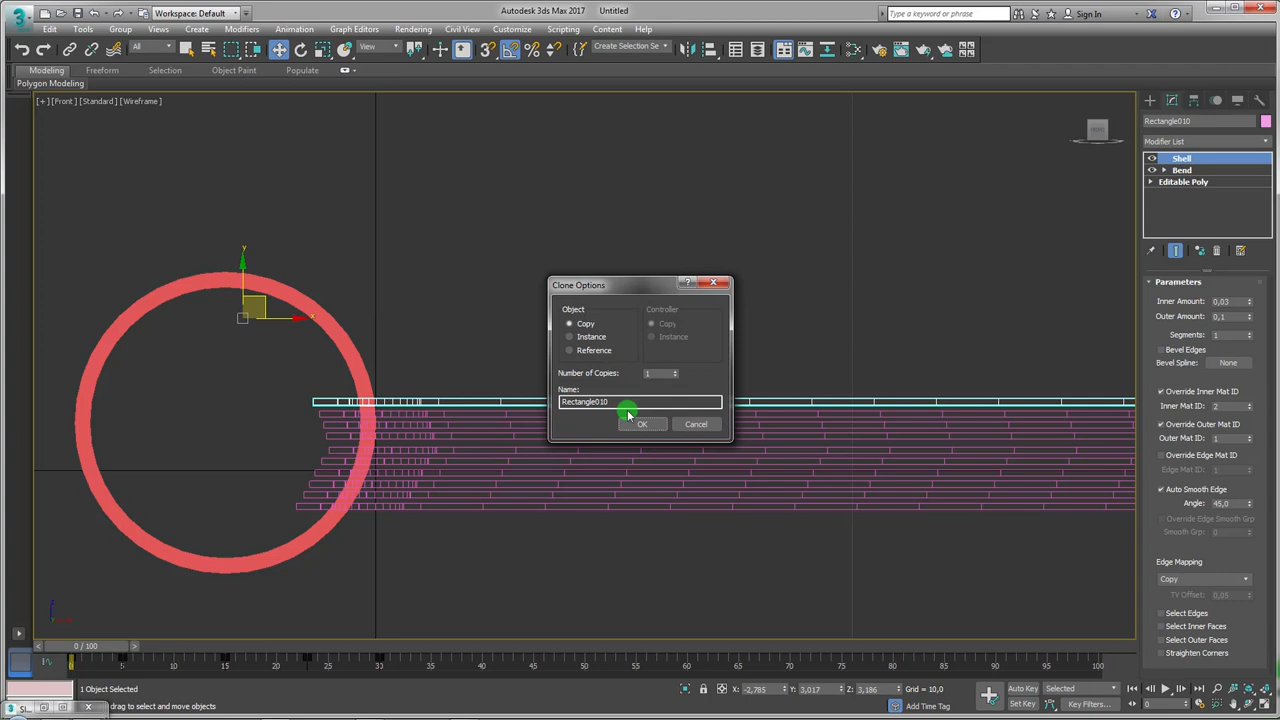 Workspace: Default
Autodesk 3ds Max 2017 Untitled
Type a keyword or phrase
Sign In
Edit Tools Group Views Create Modifiers Animation Graph Editors Rendering Civil View Customize Scripting Content Help
All
View
Create Selection Se
Modeling Freeform Selection Object Paint Populate
Polygon Modeling
[+] [Front] [Standard] [Wireframe]
FRONT
y
x
Clone Options
Object
Controller
Copy
Copy
Instance
Instance
Reference
Number of Copies: 1
Name:
Rectangle010
OK Cancel
Rectangle010
Modifier List
Shell
Bend
Editable Poly
Parameters
Inner Amount: 0,03
Outer Amount: 0,1
Segments: 1
Bevel Edges
Bevel Spline: None
Override Inner Mat ID
Inner Mat ID: 2
Override Outer Mat ID
Outer Mat ID: 1
Override Edge Mat ID
Edge Mat ID: 1
Auto Smooth Edge
Angle: 45,0
Override Edge Smooth Grp
Smooth Grp: 0
Edge Mapping
Copy
TV Offset: 0,05
Select Edges
Select Inner Faces
Select Outer Faces
Straighten Corners
0 / 100
5 10 15 20 25 30 35 40 45 50 55 60 65 70 75 80 85 90 95 100
1 Object Selected
X: -2,785 Y: 3,017 Z: 3,186 Grid = 10,0
Auto Key Selected
drag to select and move objects
Add Time Tag
Set Key Key Filters...
0